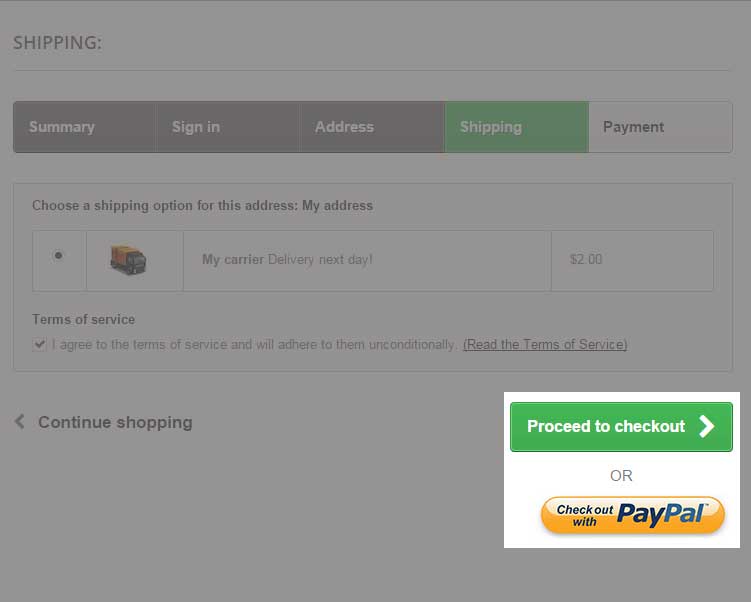 SHIPPING:
Summary Sign in Address Shipping Payment
Choose a shipping option for this address: My address
My carrier Delivery next day! $2.00
Terms of service
I agree to the terms of service and will adhere to them unconditionally. (Read the Terms of Service)
Continue shopping
Proceed to checkout
OR
Check out
with PayPal™